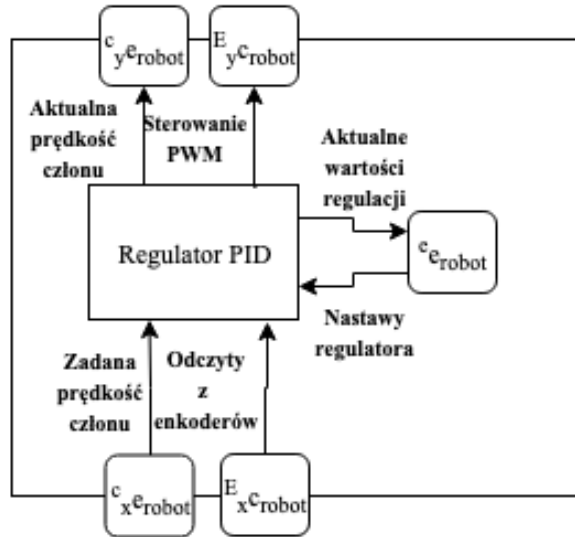 c y e robot
E y c robot
Aktualna
prędkość
członu
Sterowanie
PWM
Aktualne
wartości
regulacji
Regulator PID
e e robot
Nastawy
regulatora
Zadana
prędkość
członu
Odczyty
z
enkoderów
c x e robot
E x c robot